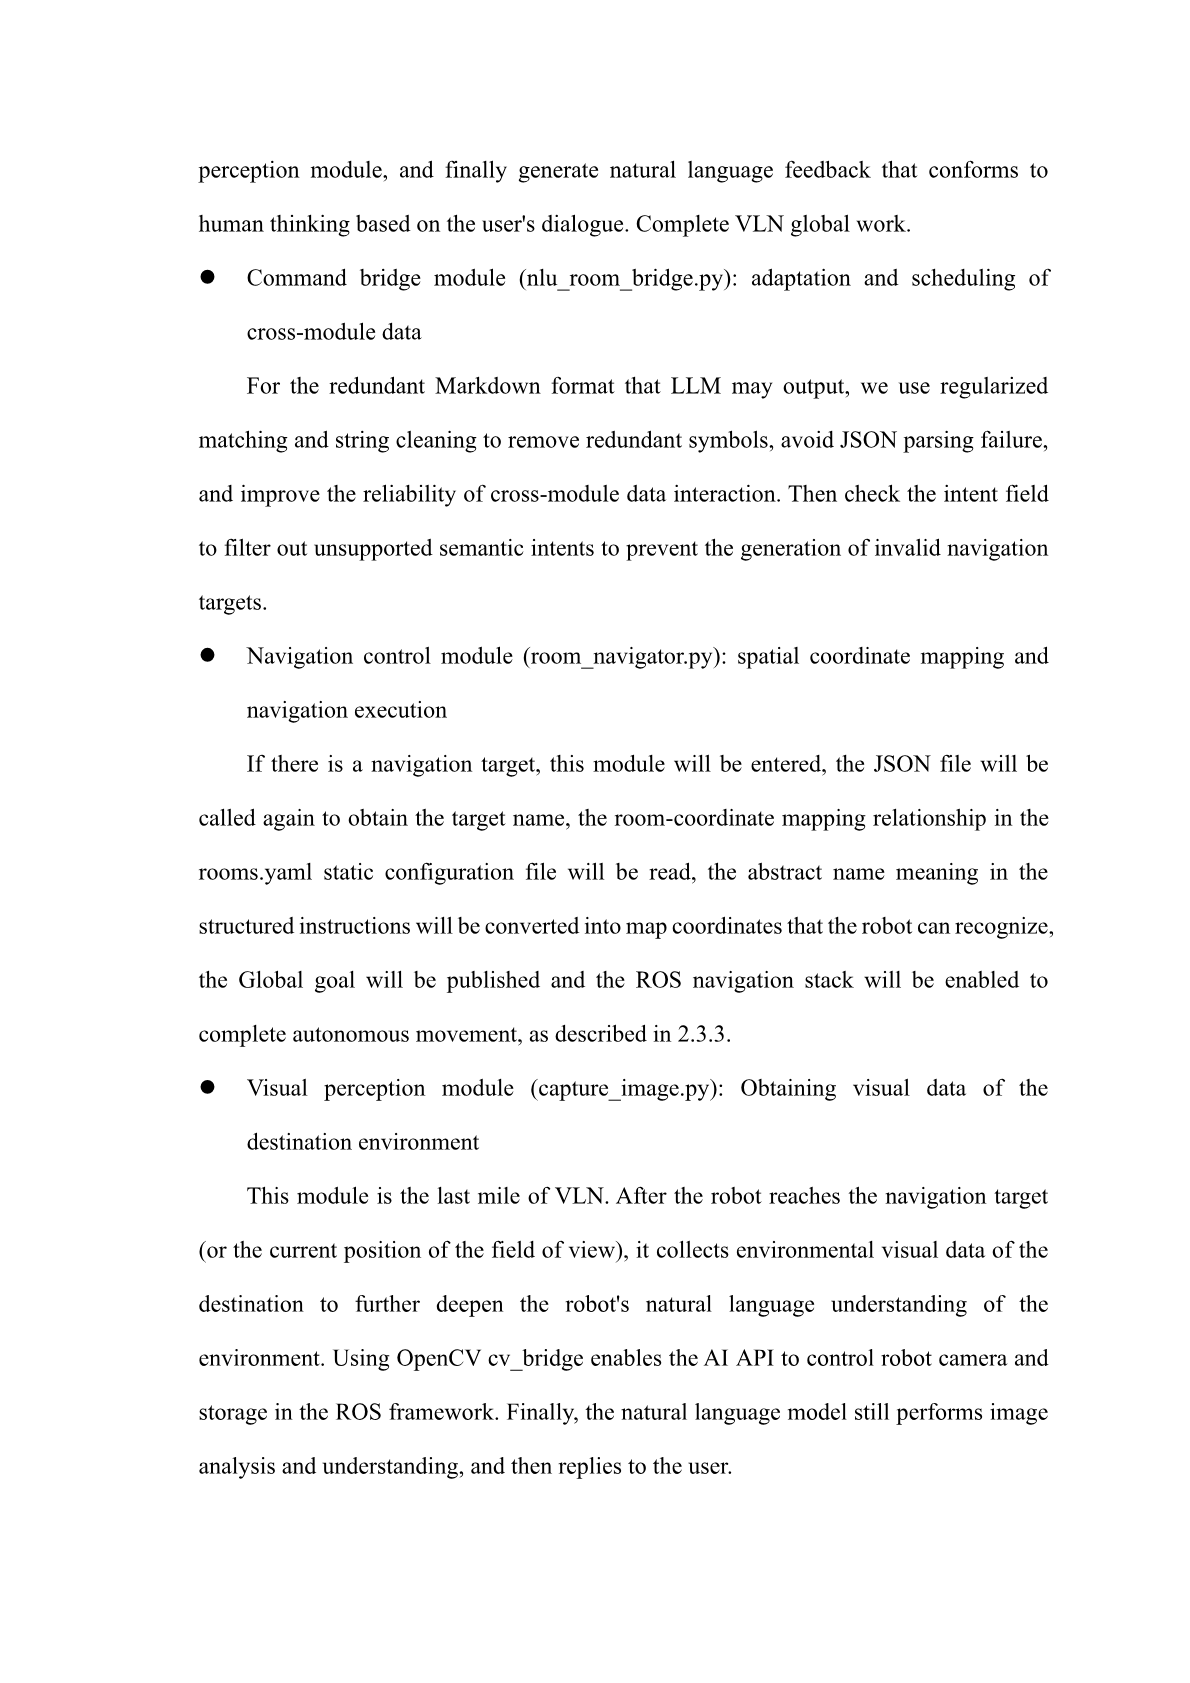 perception module, and finally generate natural language feedback that conforms to
human thinking based on the user's dialogue. Complete VLN global work.
● Command bridge module (nlu_room_bridge.py): adaptation and scheduling of
cross-module data
For the redundant Markdown format that LLM may output, we use regularized
matching and string cleaning to remove redundant symbols, avoid JSON parsing failure,
and improve the reliability of cross-module data interaction. Then check the intent field
to filter out unsupported semantic intents to prevent the generation of invalid navigation
targets.
● Navigation control module (room_navigator.py): spatial coordinate mapping and
navigation execution
If there is a navigation target, this module will be entered, the JSON file will be
called again to obtain the target name, the room-coordinate mapping relationship in the
rooms.yaml static configuration file will be read, the abstract name meaning in the
structured instructions will be converted into map coordinates that the robot can recognize,
the Global goal will be published and the ROS navigation stack will be enabled to
complete autonomous movement, as described in 2.3.3.
● Visual perception module (capture_image.py): Obtaining visual data of the
destination environment
This module is the last mile of VLN. After the robot reaches the navigation target
(or the current position of the field of view), it collects environmental visual data of the
destination to further deepen the robot's natural language understanding of the
environment. Using OpenCV cv_bridge enables the AI API to control robot camera and
storage in the ROS framework. Finally, the natural language model still performs image
analysis and understanding, and then replies to the user.